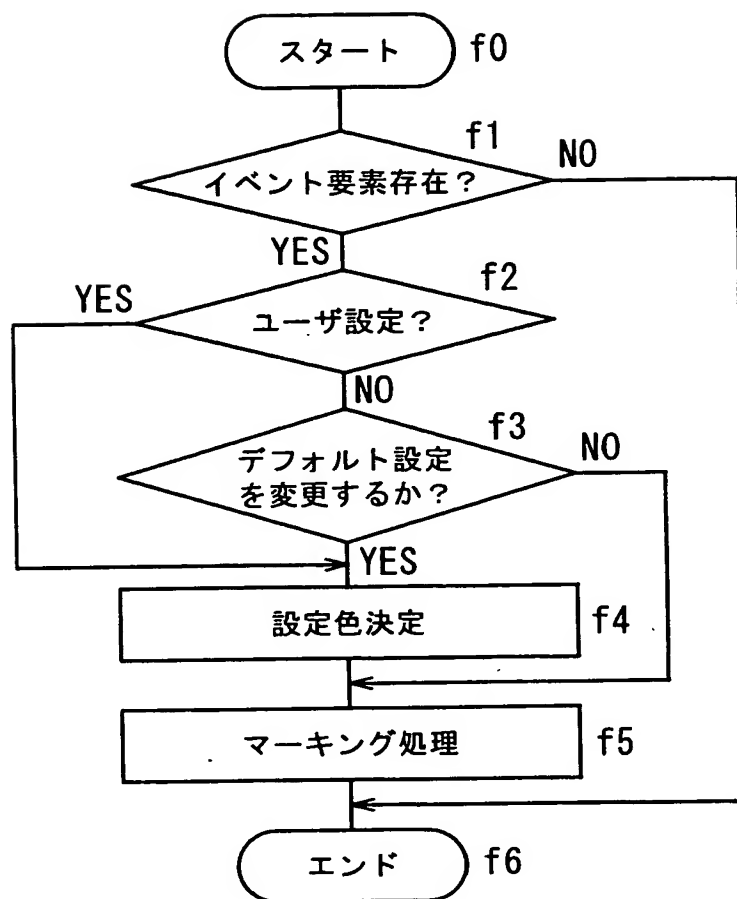 スタート f0
f1
NO
イベント要素存在?
YES
f2
YES
ユーザ設定?
NO
f3
デフォルト設定
NO
を変更するか?
YES
設定色決定 f4
マーキング処理 f5
エンド f6